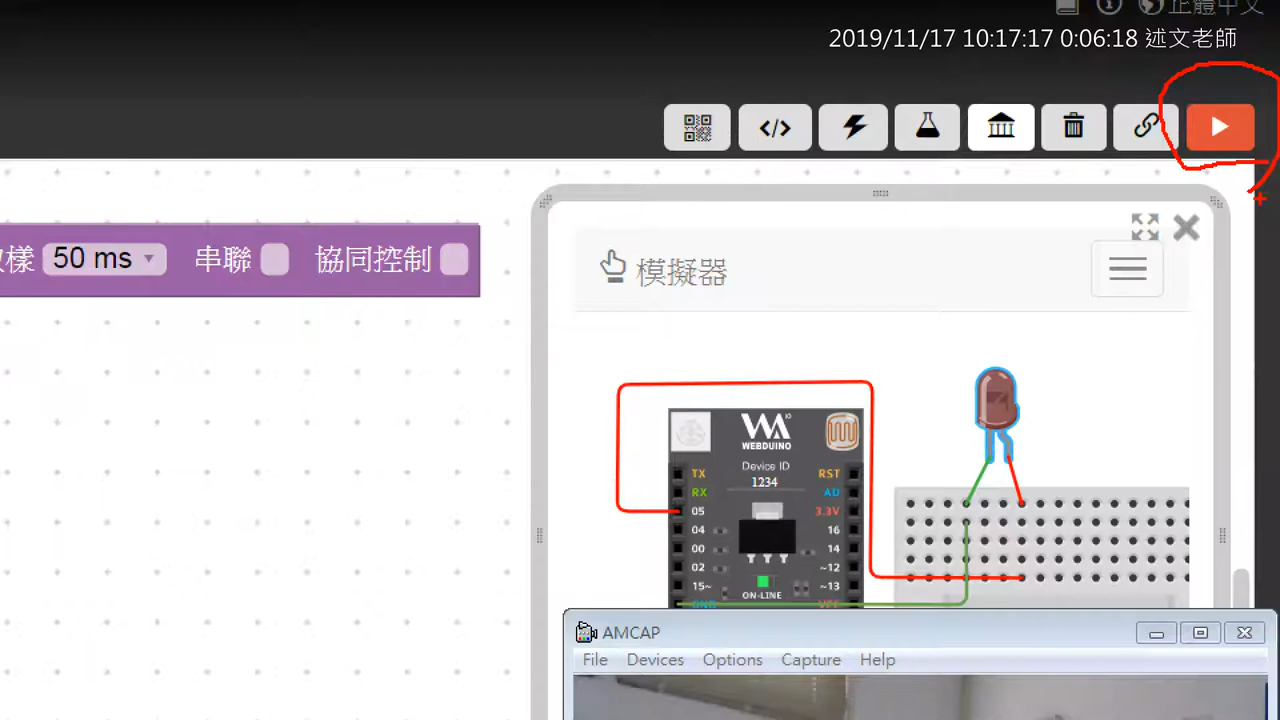 正體中文
2019/11/17 10:17:17 0:06:18 述文老師
</>
樣 50 ms 串聯 協同控制
模擬器
WEBDUINO
Device ID
1234
TX RST
RX AD
05 3.3V
04 16
00 14
02 ~12
15~ ~13
ON-LINE
GND VCC
AMCAP
File Devices Options Capture Help